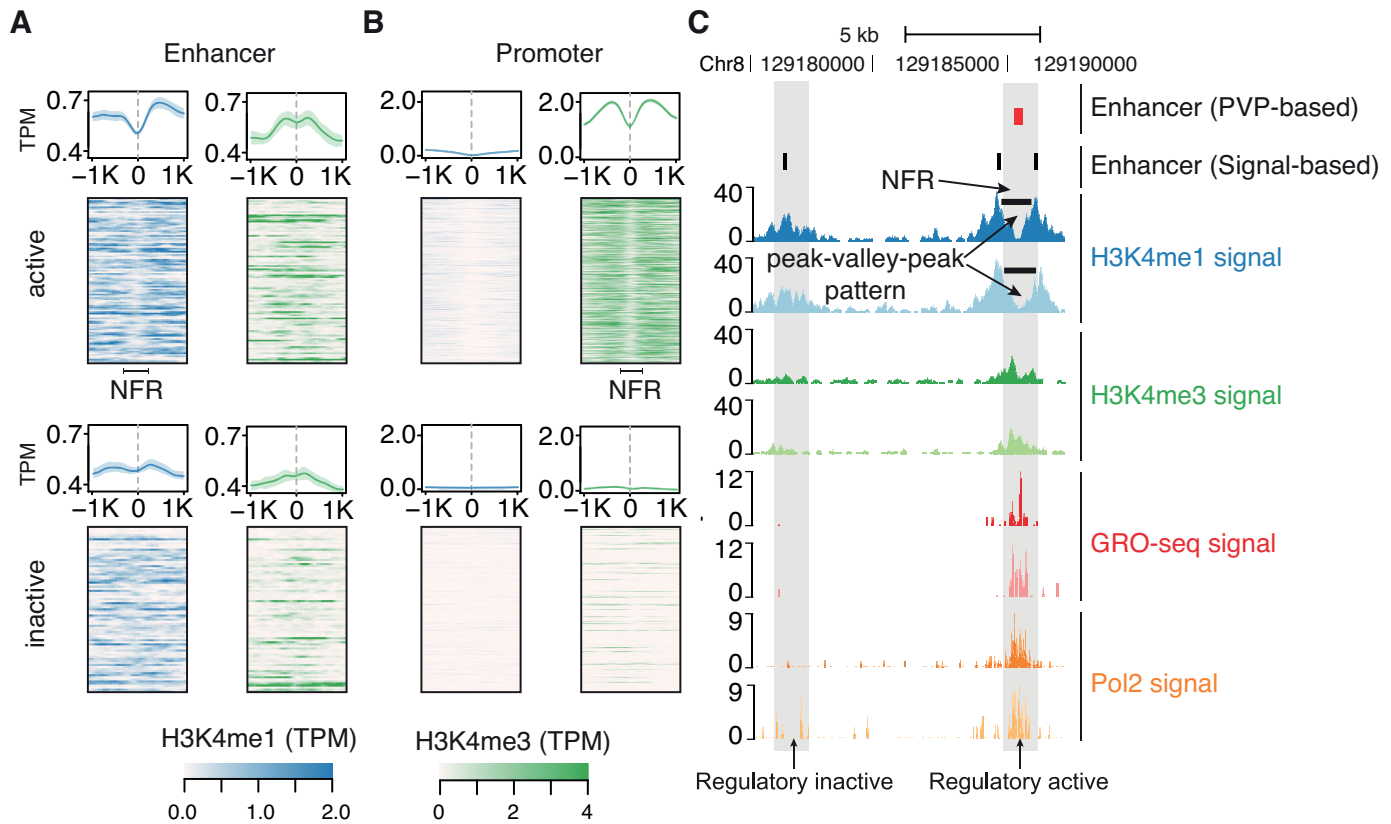 A
Enhancer
TPM
0.7
0.4
−1K 0 1K
0.7
0.4
−1K 0 1K
active
NFR
TPM
0.7
0.4
−1K 0 1K
0.7
0.4
−1K 0 1K
inactive
H3K4me1 (TPM)
0.0 1.0 2.0
B
Promoter
2.0
0.0
−1K 0 1K
2.0
0.0
−1K 0 1K
NFR
2.0
0.0
−1K 0 1K
2.0
0.0
−1K 0 1K
H3K4me3 (TPM)
0 2 4
C
5 kb
Chr8 129180000 129185000 129190000
Enhancer (PVP-based)
Enhancer (Signal-based)
NFR
40
0
H3K4me1 signal
peak-valley-peak
pattern
40
0
40
0
H3K4me3 signal
40
0
12
0
GRO-seq signal
12
0
9
0
Pol2 signal
9
0
Regulatory inactive
Regulatory active